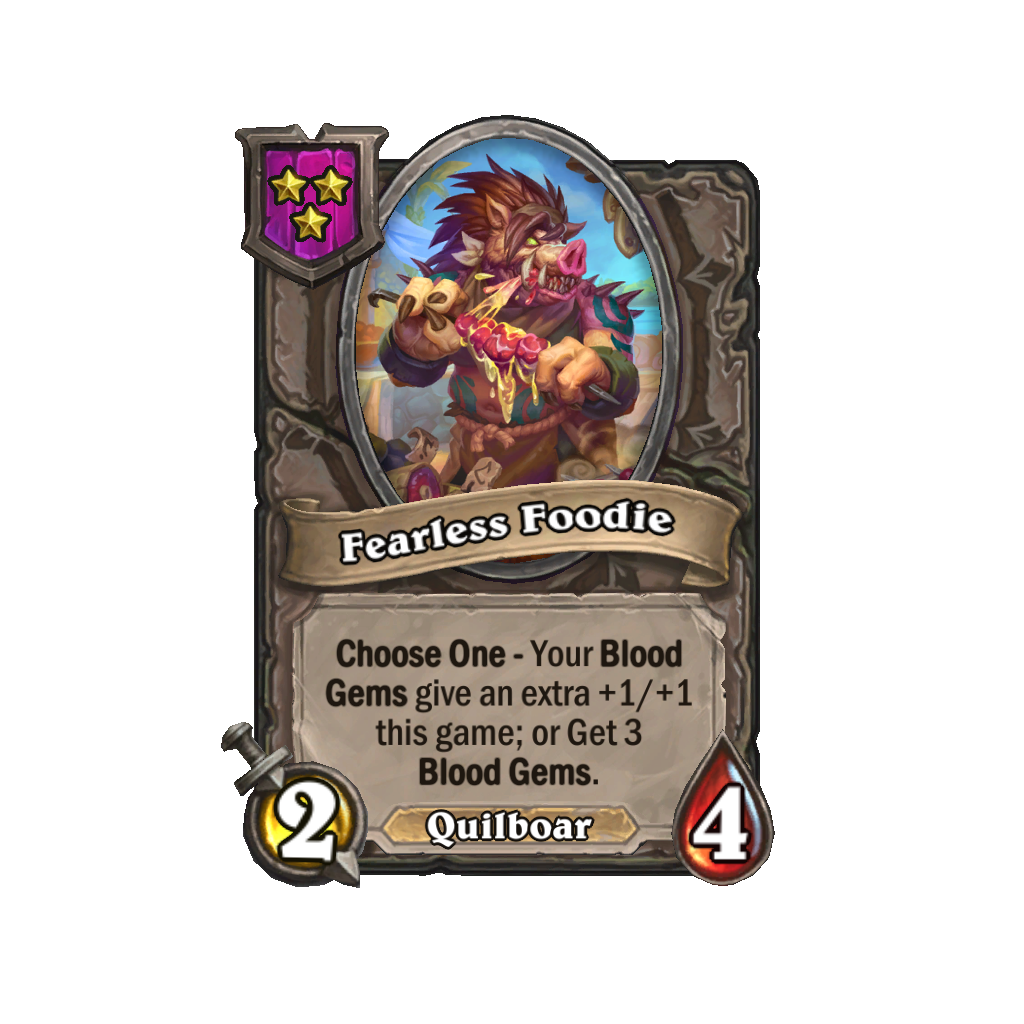 Fearless Foodie
Choose One - Your Blood
Gems give an extra +1/+1
this game; or Get 3
Blood Gems.
2
Quilboar
4